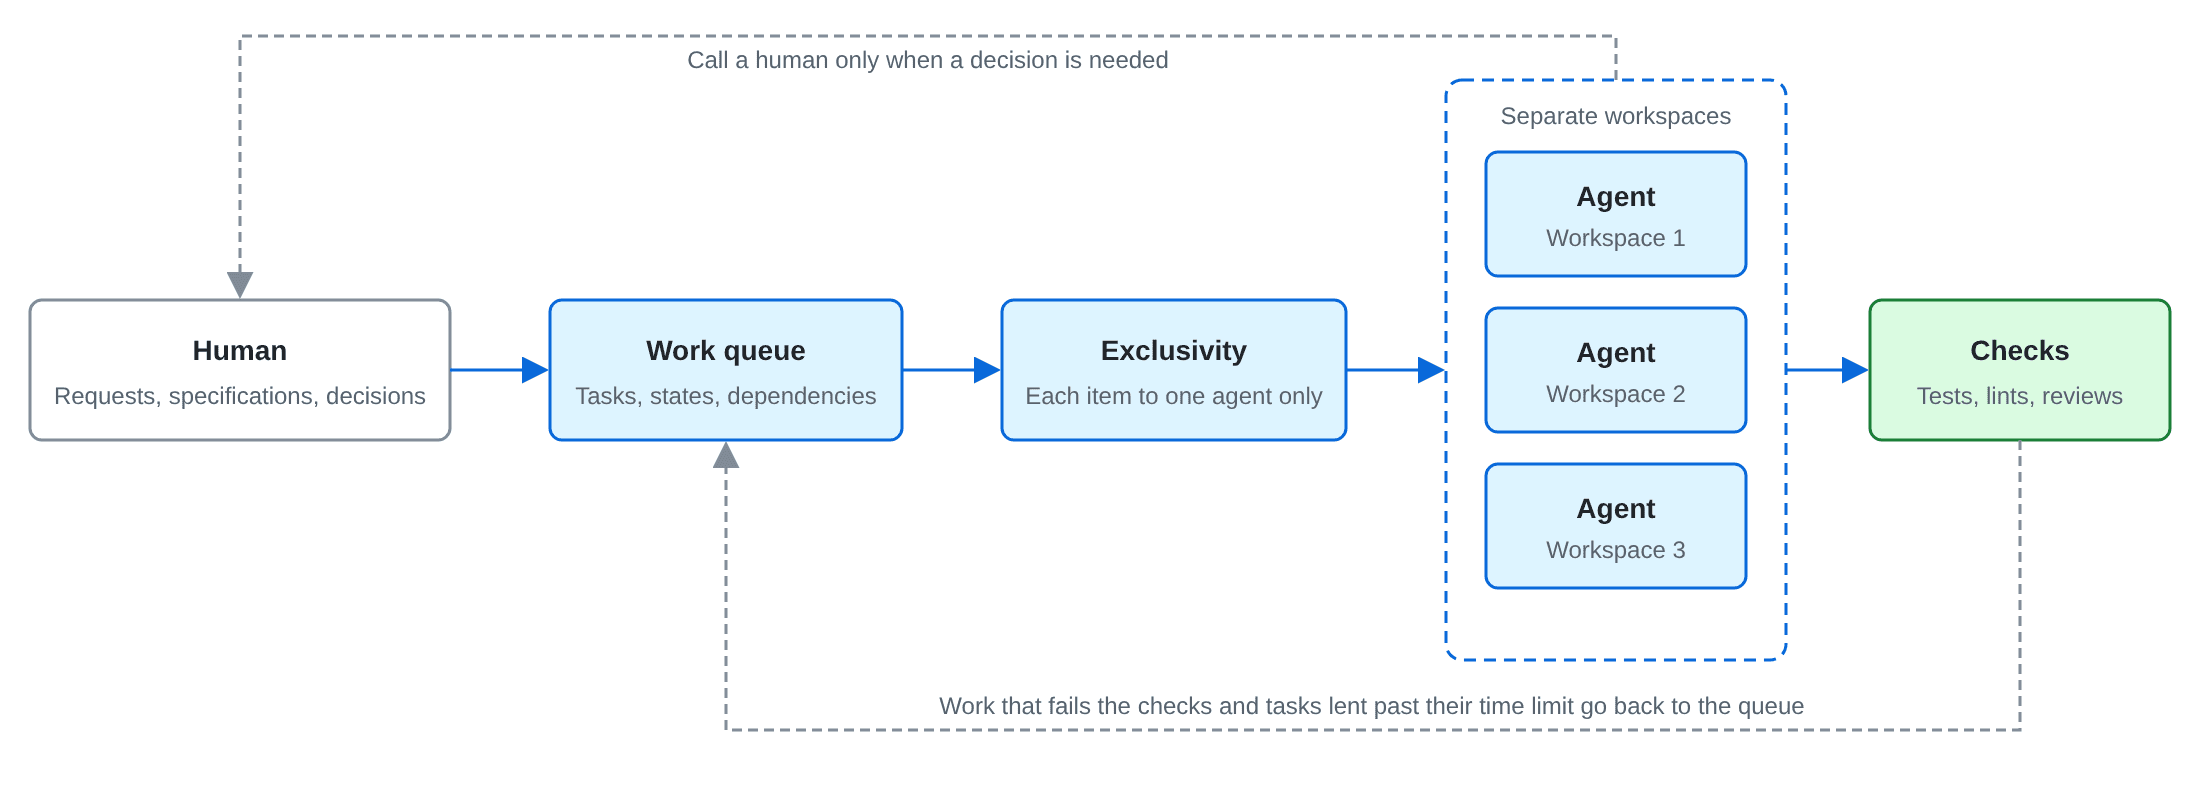 Call a human only when a decision is needed
Separate workspaces
Agent
Workspace 1
Human
Requests, specifications, decisions
Work queue
Tasks, states, dependencies
Exclusivity
Each item to one agent only
Agent
Workspace 2
Checks
Tests, lints, reviews
Agent
Workspace 3
Work that fails the checks and tasks lent past their time limit go back to the queue